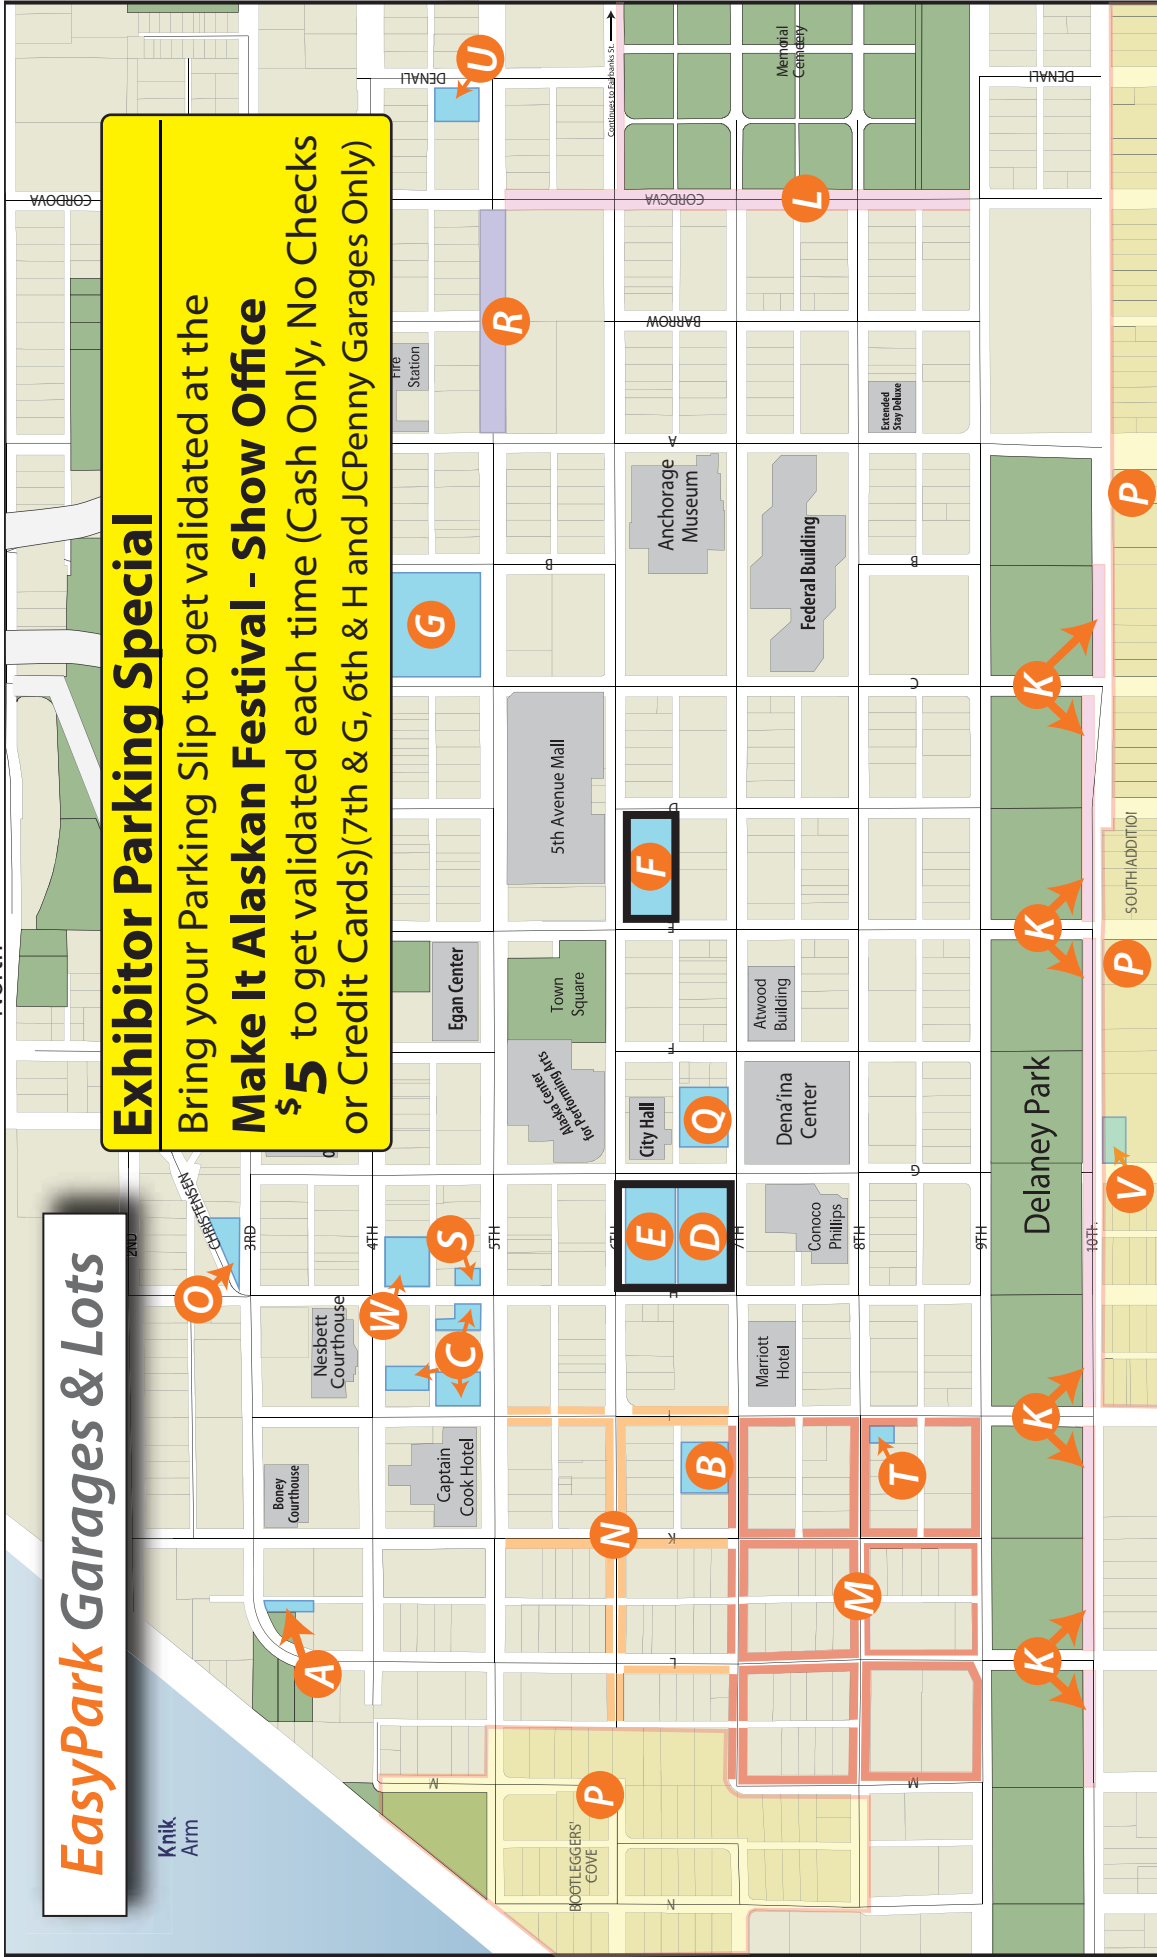 EasyPark Garages & Lots
Exhibitor Parking Special
Bring your Parking Slip to get validated at the
Make It Alaskan Festival - Show Office
$5 to get validated each time (Cash Only, No Checks
or Credit Cards)(7th & G, 6th & H and JCPenny Garages Only)
Knik
Arm
2ND
3RD
4TH
5TH
6TH
7TH
8TH
9TH
10TH
CHRISTENSEN
CORDOVA
DENALI
DENALI
CORDOVA
BARROW
A
B
B
C
D
E
F
G
H
I
K
L
M
M
N
Continues to Fairbanks St.
Memorial
Cemetery
Fire
Station
Extended
Stay Deluxe
Anchorage
Museum
Federal Building
5th Avenue Mall
Egan Center
Town
Square
Alaska Center
for Performing Arts
City Hall
Atwood
Building
Dena'ina
Center
Conoco
Phillips
Marriott
Hotel
Nesbett
Courthouse
Boney
Courthouse
Captain
Cook Hotel
Delaney Park
SOUTH ADDITION
BOOTLEGGERS'
COVE
A
B
C
D
E
F
G
K
K
K
K
K
L
M
N
O
P
P
P
Q
R
S
T
U
V
W